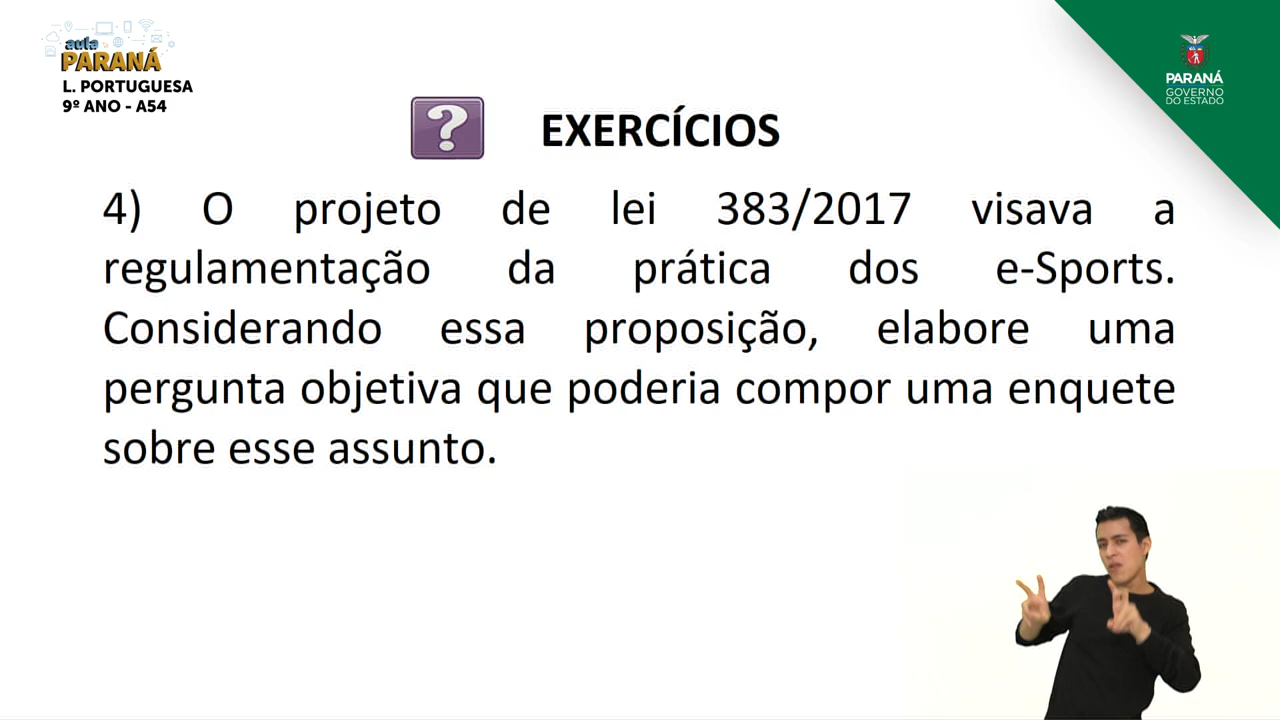 aula
PARANÁ
L. PORTUGUESA
9º ANO - A54
PARANÁ
GOVERNO
DO ESTADO
EXERCÍCIOS
4) O projeto de lei 383/2017 visava a
regulamentação da prática dos e-Sports.
Considerando essa proposição, elabore uma
pergunta objetiva que poderia compor uma enquete
sobre esse assunto.